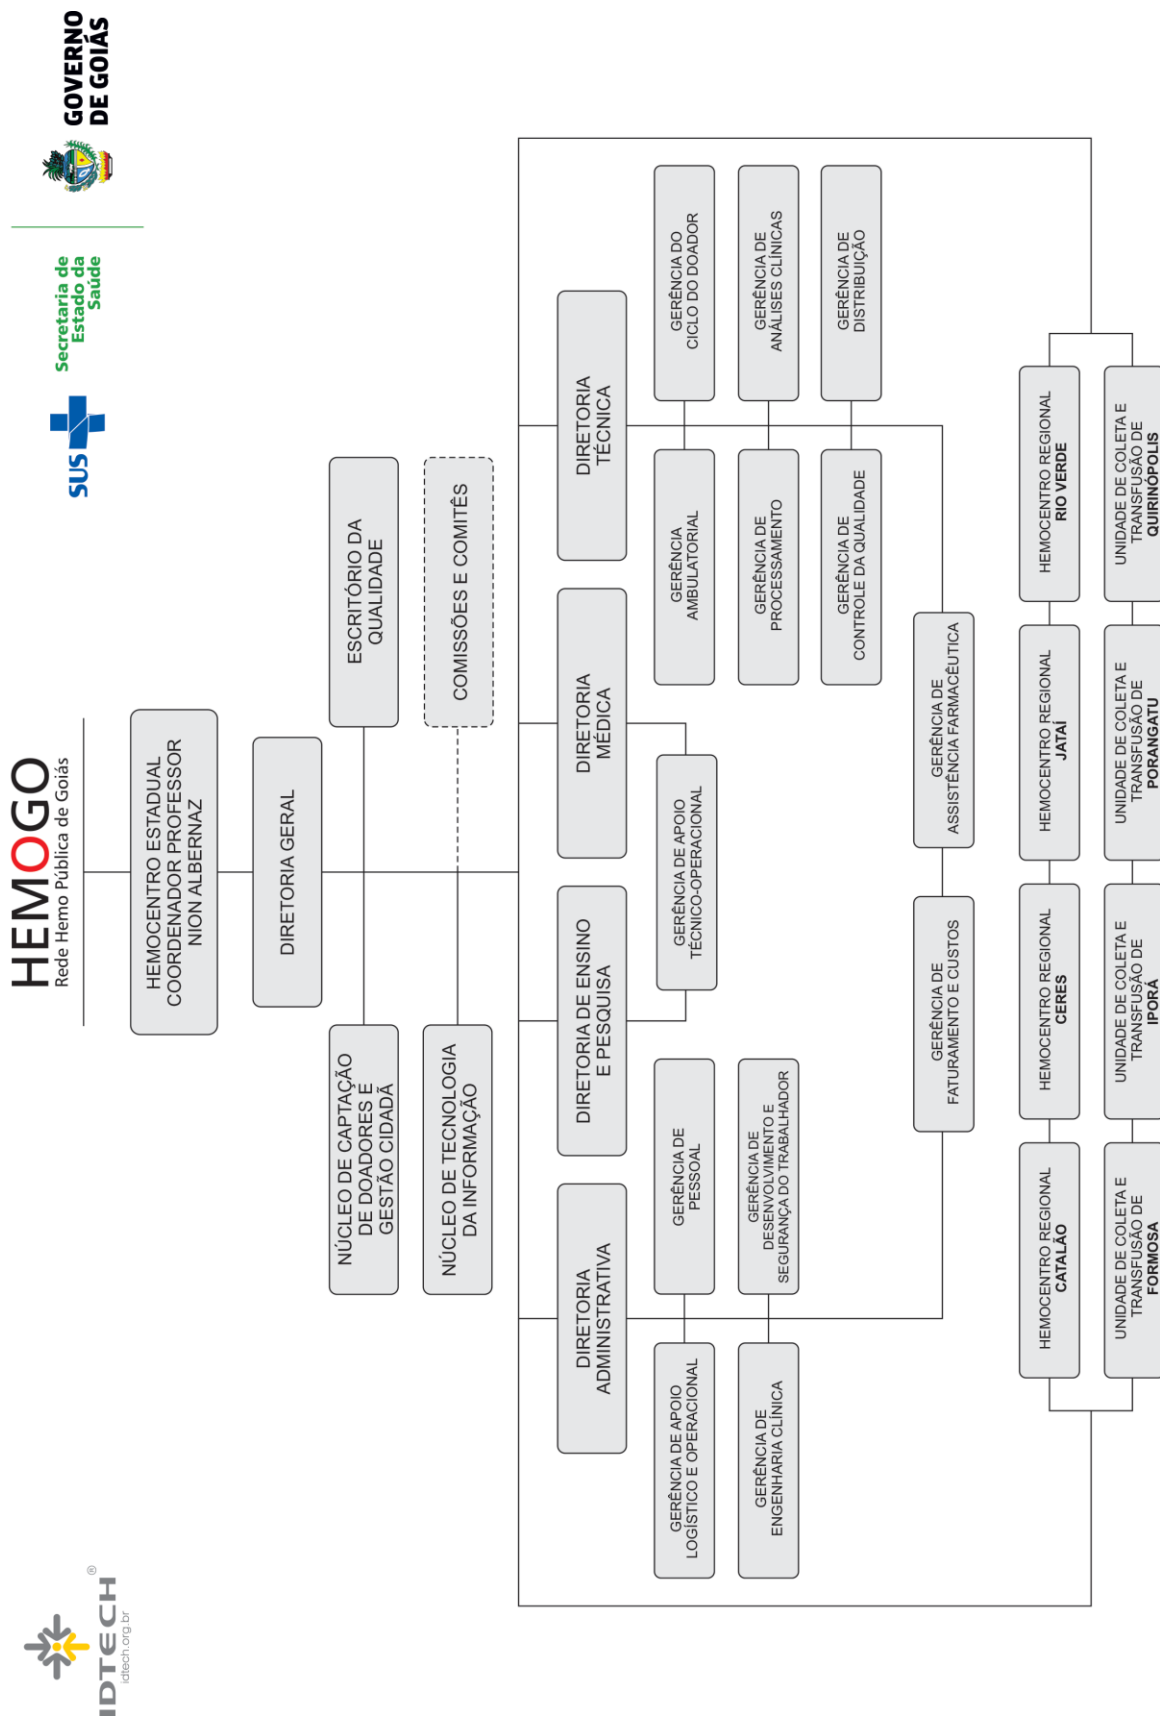 IDTECH®
idtech.org.br
HEMOGO
Rede Hemo Pública de Goiás
SUS
Secretaria de
Estado da
Saúde
GOVERNO
DE GOIÁS
HEMOCENTRO ESTADUAL
COORDENADOR PROFESSOR
NION ALBERNAZ
DIRETORIA GERAL
NÚCLEO DE CAPTAÇÃO
DE DOADORES E
GESTÃO CIDADÃ
ESCRITÓRIO DA
QUALIDADE
NÚCLEO DE TECNOLOGIA
DA INFORMAÇÃO
COMISSÕES E COMITÊS
DIRETORIA
ADMINISTRATIVA
DIRETORIA DE ENSINO
E PESQUISA
DIRETORIA
MÉDICA
DIRETORIA
TÉCNICA
GERÊNCIA DE APOIO
LOGÍSTICO E OPERACIONAL
GERÊNCIA DE
PESSOAL
GERÊNCIA DE APOIO
TÉCNICO-OPERACIONAL
GERÊNCIA
AMBULATORIAL
GERÊNCIA DO
CICLO DO DOADOR
GERÊNCIA DE
ENGENHARIA CLÍNICA
GERÊNCIA DE
DESENVOLVIMENTO E
SEGURANÇA DO TRABALHADOR
GERÊNCIA DE
PROCESSAMENTO
GERÊNCIA DE
ANÁLISES CLÍNICAS
GERÊNCIA DE
CONTROLE DA QUALIDADE
GERÊNCIA DE
DISTRIBUIÇÃO
GERÊNCIA DE
FATURAMENTO E CUSTOS
GERÊNCIA DE
ASSISTÊNCIA FARMACÊUTICA
HEMOCENTRO REGIONAL
CATALÃO
HEMOCENTRO REGIONAL
CERES
HEMOCENTRO REGIONAL
JATAÍ
HEMOCENTRO REGIONAL
RIO VERDE
UNIDADE DE COLETA E
TRANSFUSÃO DE
FORMOSA
UNIDADE DE COLETA E
TRANSFUSÃO DE
IPORÁ
UNIDADE DE COLETA E
TRANSFUSÃO DE
PORANGATU
UNIDADE DE COLETA E
TRANSFUSÃO DE
QUIRINÓPOLIS